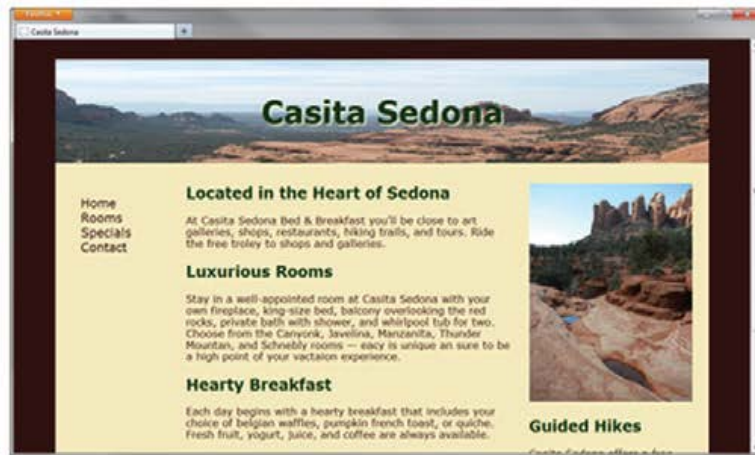 Firefox
Casita Sedona
Casita Sedona
Home
Rooms
Specials
Contact
Located in the Heart of Sedona
At Casita Sedona Bed & Breakfast you'll be close to art
galleries, shops, restaurants, hiking trails, and tours. Ride
the free troley to shops and galleries.
Luxurious Rooms
Stay in a well-appointed room at Casita Sedona with your
own fireplace, king-size bed, balcony overlooking the red
rocks, private bath with shower, and whirlpool tub for two.
Choose from the Canyonk, Javelina, Manzanita, Thunder
Mountan, and Schnebly rooms — eacy is unique an sure to be
a high point of your vactaion experience.
Hearty Breakfast
Each day begins with a hearty breakfast that includes your
choice of belgian waffles, pumpkin french toast, or quiche.
Fresh fruit, yogurt, juice, and coffee are always available.
Guided Hikes
Casita Sedona offers a free